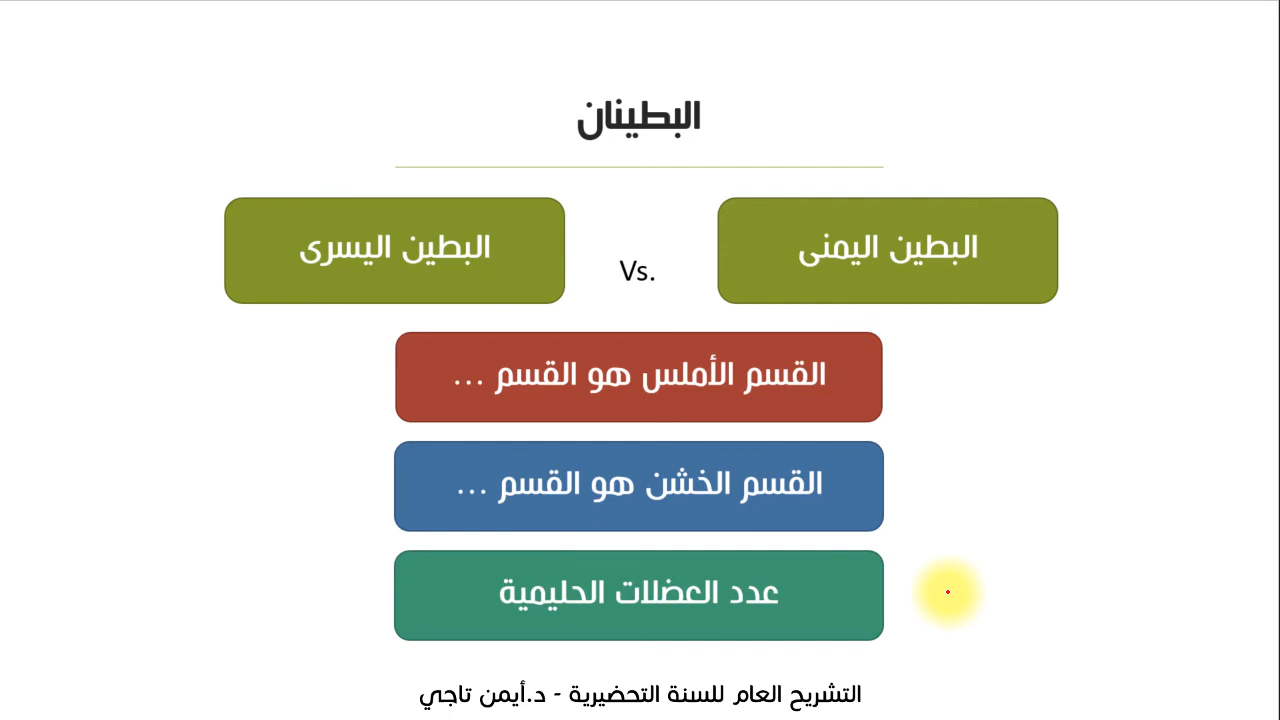 البطينان
البطين اليمنى
Vs.
البطين اليسرى
القسم الأملس هو القسم ...
القسم الخشن هو القسم ...
عدد العضلات الحليمية
التشريح العام للسنة التحضيرية - د.أيمن تاجي